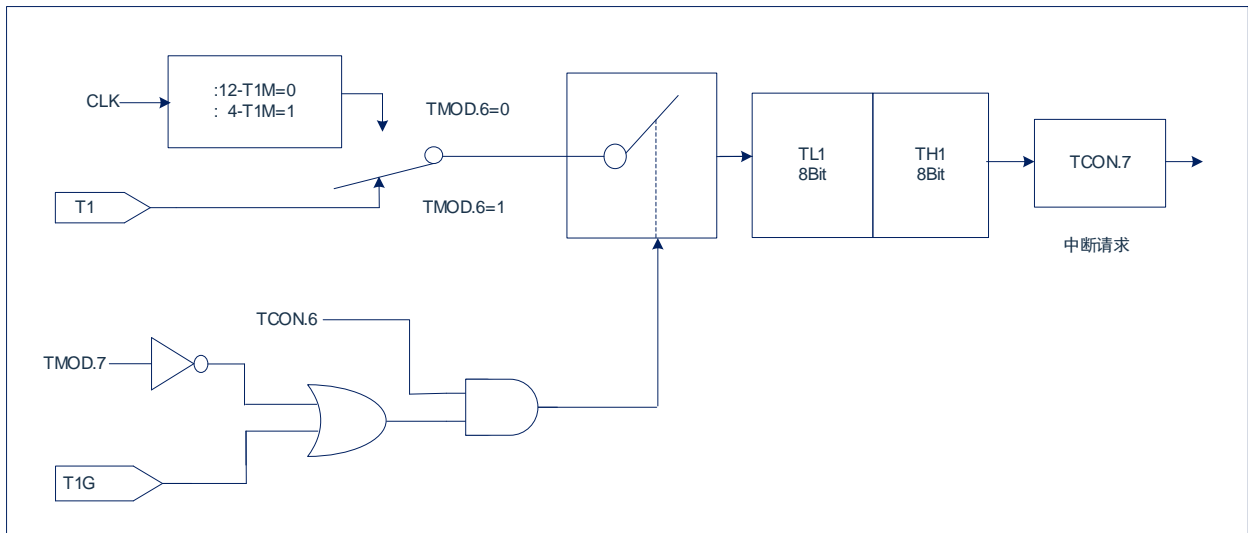 :12-T1M=0
: 4-T1M=1
CLK
TMOD.6=0
T1
TMOD.6=1
TL1
8Bit
TH1
8Bit
TCON.7
中断请求
TCON.6
TMOD.7
T1G